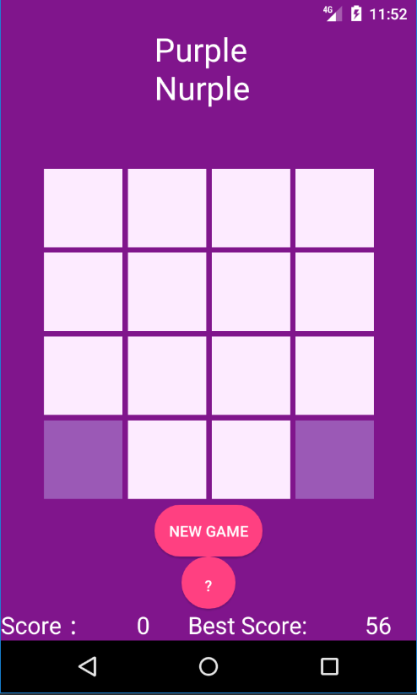 4G 11:52
Purple
Nurple
NEW GAME
?
Score : 0 Best Score: 56